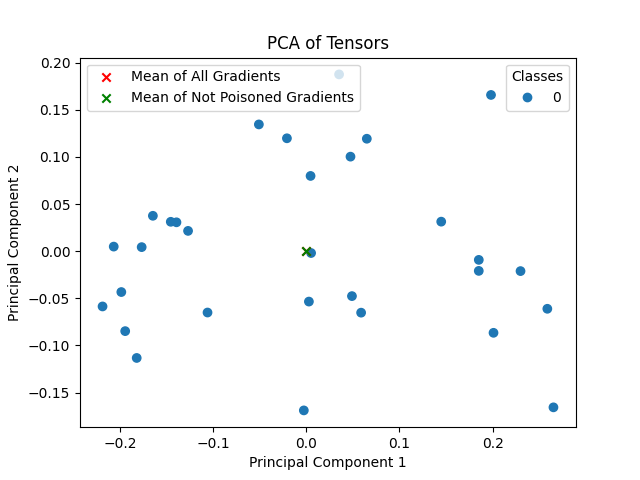 PCA of Tensors
Mean of All Gradients
Mean of Not Poisoned Gradients
Classes
0
0.20
0.15
0.10
0.05
0.00
−0.05
−0.10
−0.15
Principal Component 2
−0.2
−0.1
0.0
0.1
0.2
Principal Component 1